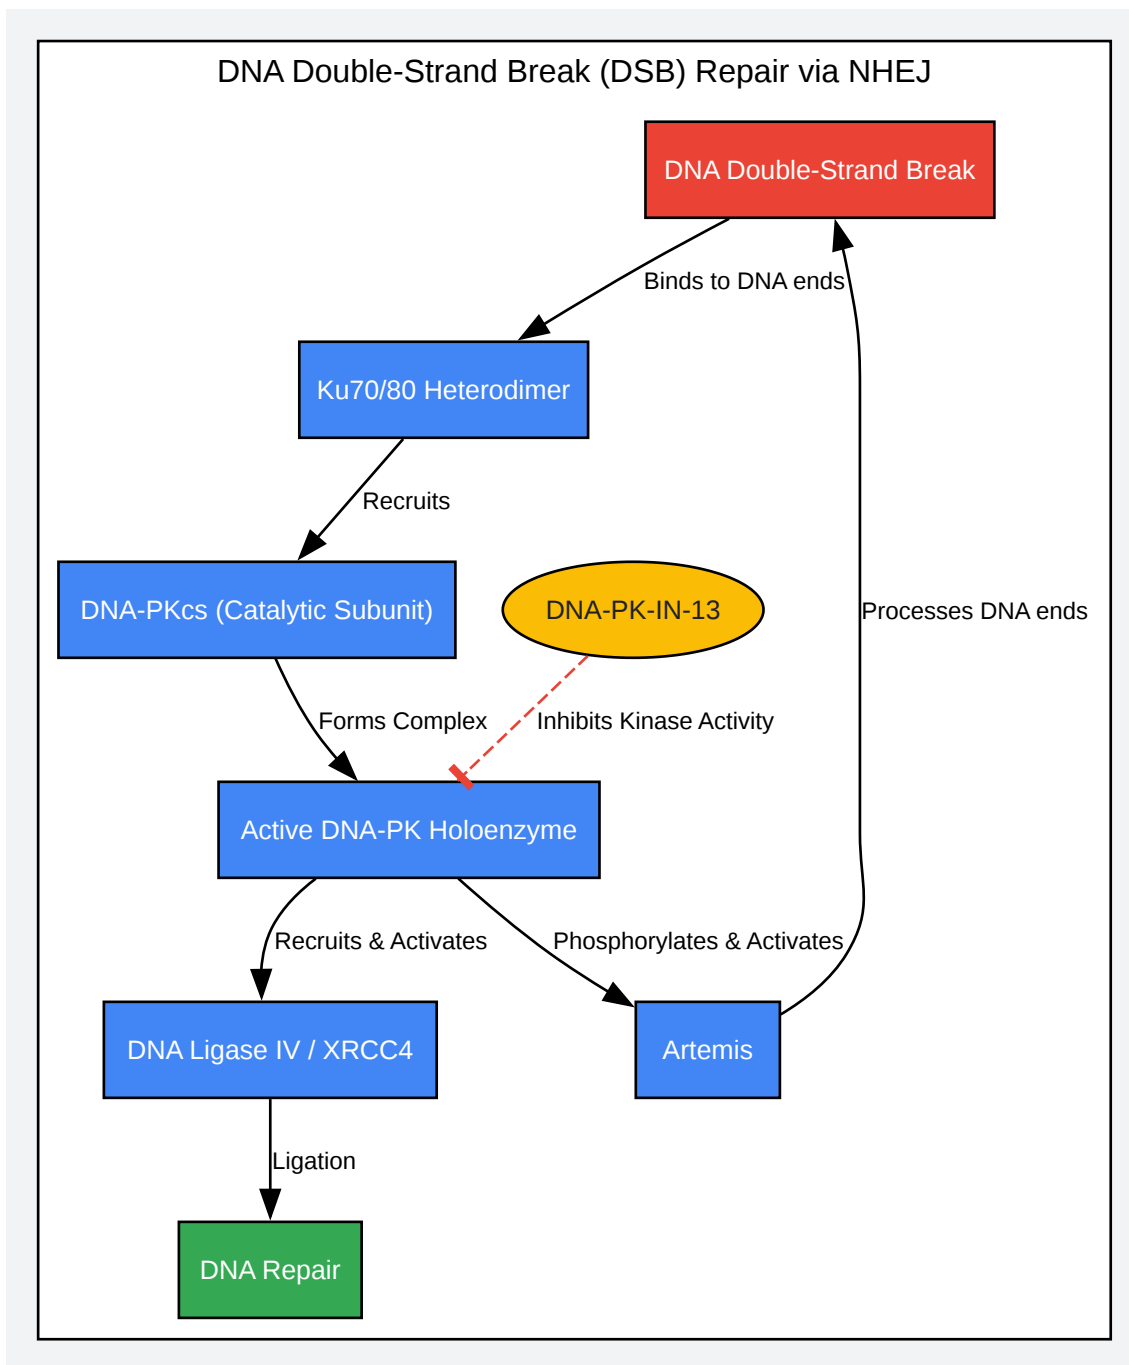 DNA Double-Strand Break (DSB) Repair via NHEJ
DNA Double-Strand Break
Binds to DNA ends
Ku70/80 Heterodimer
Recruits
DNA-PKcs (Catalytic Subunit)
DNA-PK-IN-13
Processes DNA ends
Forms Complex
Inhibits Kinase Activity
Active DNA-PK Holoenzyme
Recruits & Activates
Phosphorylates & Activates
DNA Ligase IV / XRCC4
Artemis
Ligation
DNA Repair